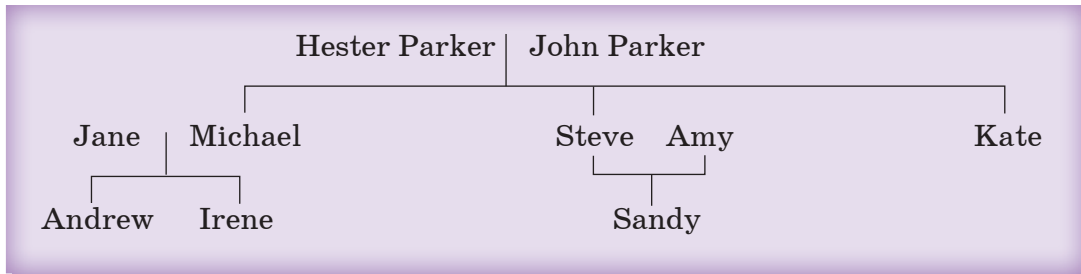 Hester Parker John Parker
Jane Michael Steve Amy Kate
Andrew Irene Sandy